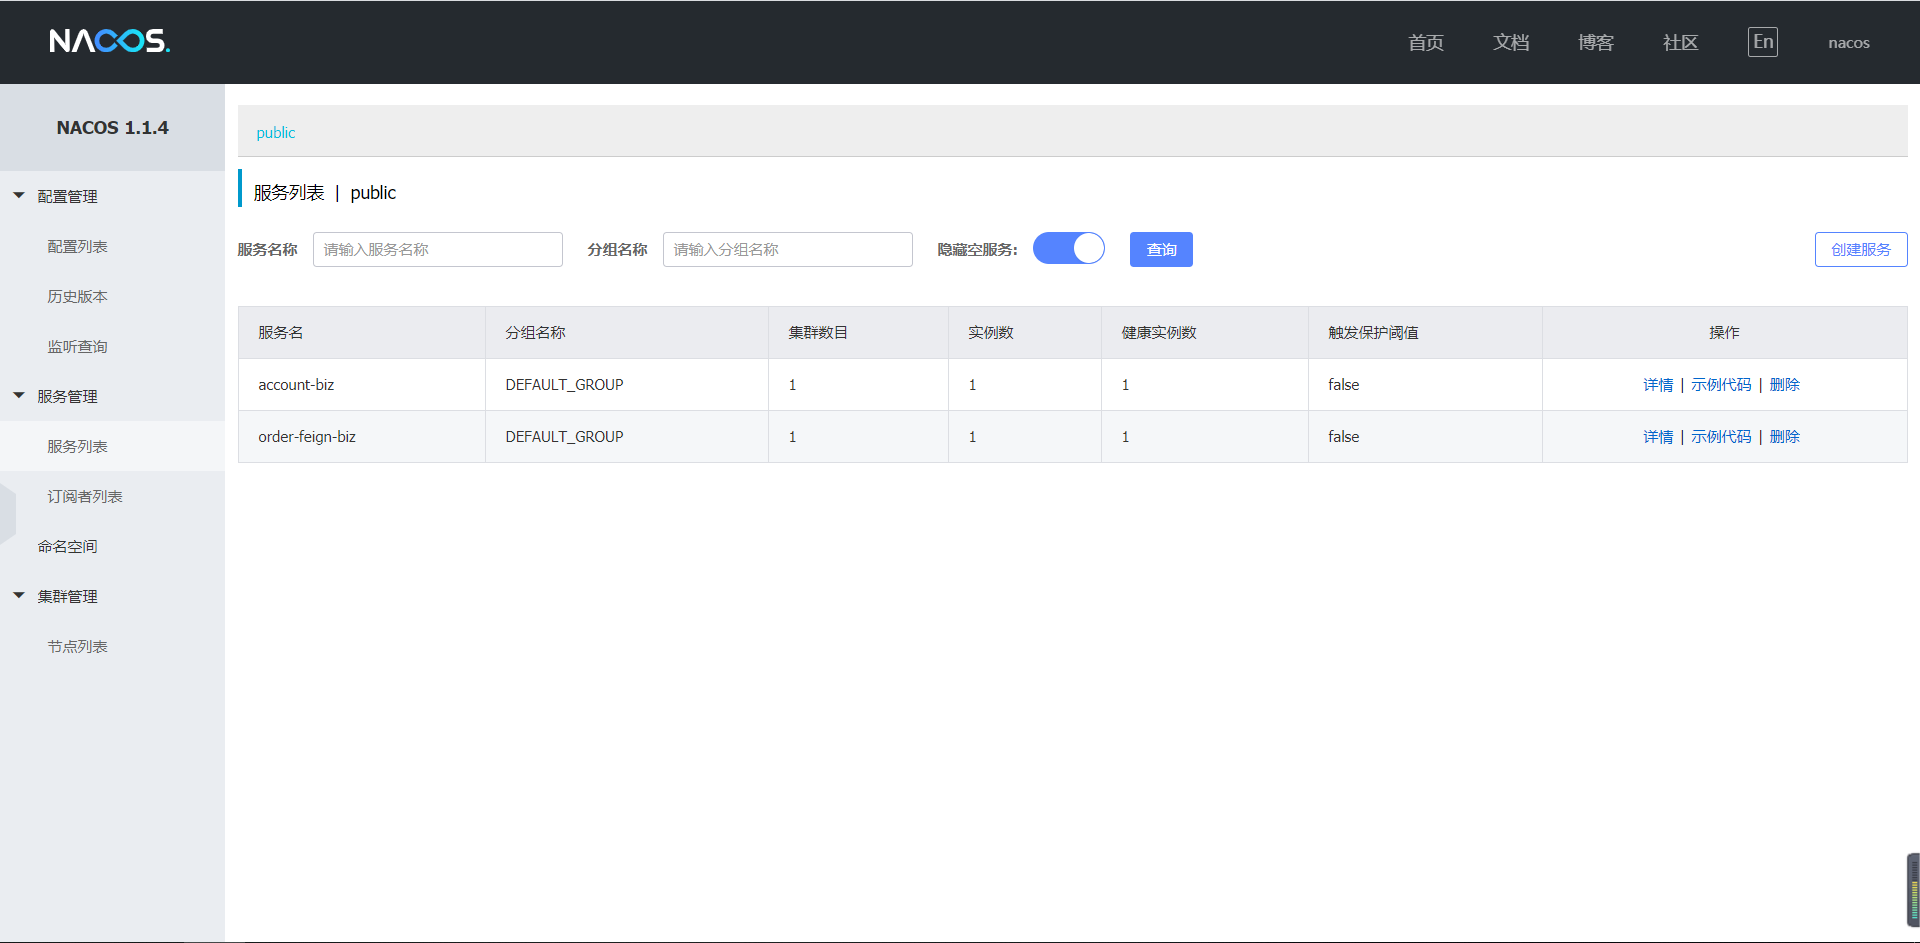 NACOS.
首页 文档 博客 社区 En nacos
NACOS 1.1.4
配置管理
配置列表
历史版本
监听查询
服务管理
服务列表
订阅者列表
命名空间
集群管理
节点列表
public
服务列表 | public
服务名称 请输入服务名称 分组名称 请输入分组名称 隐藏空服务: 查询 创建服务
服务名 分组名称 集群数目 实例数 健康实例数 触发保护阈值 操作
account-biz DEFAULT_GROUP 1 1 1 false 详情 | 示例代码 | 删除
order-feign-biz DEFAULT_GROUP 1 1 1 false 详情 | 示例代码 | 删除